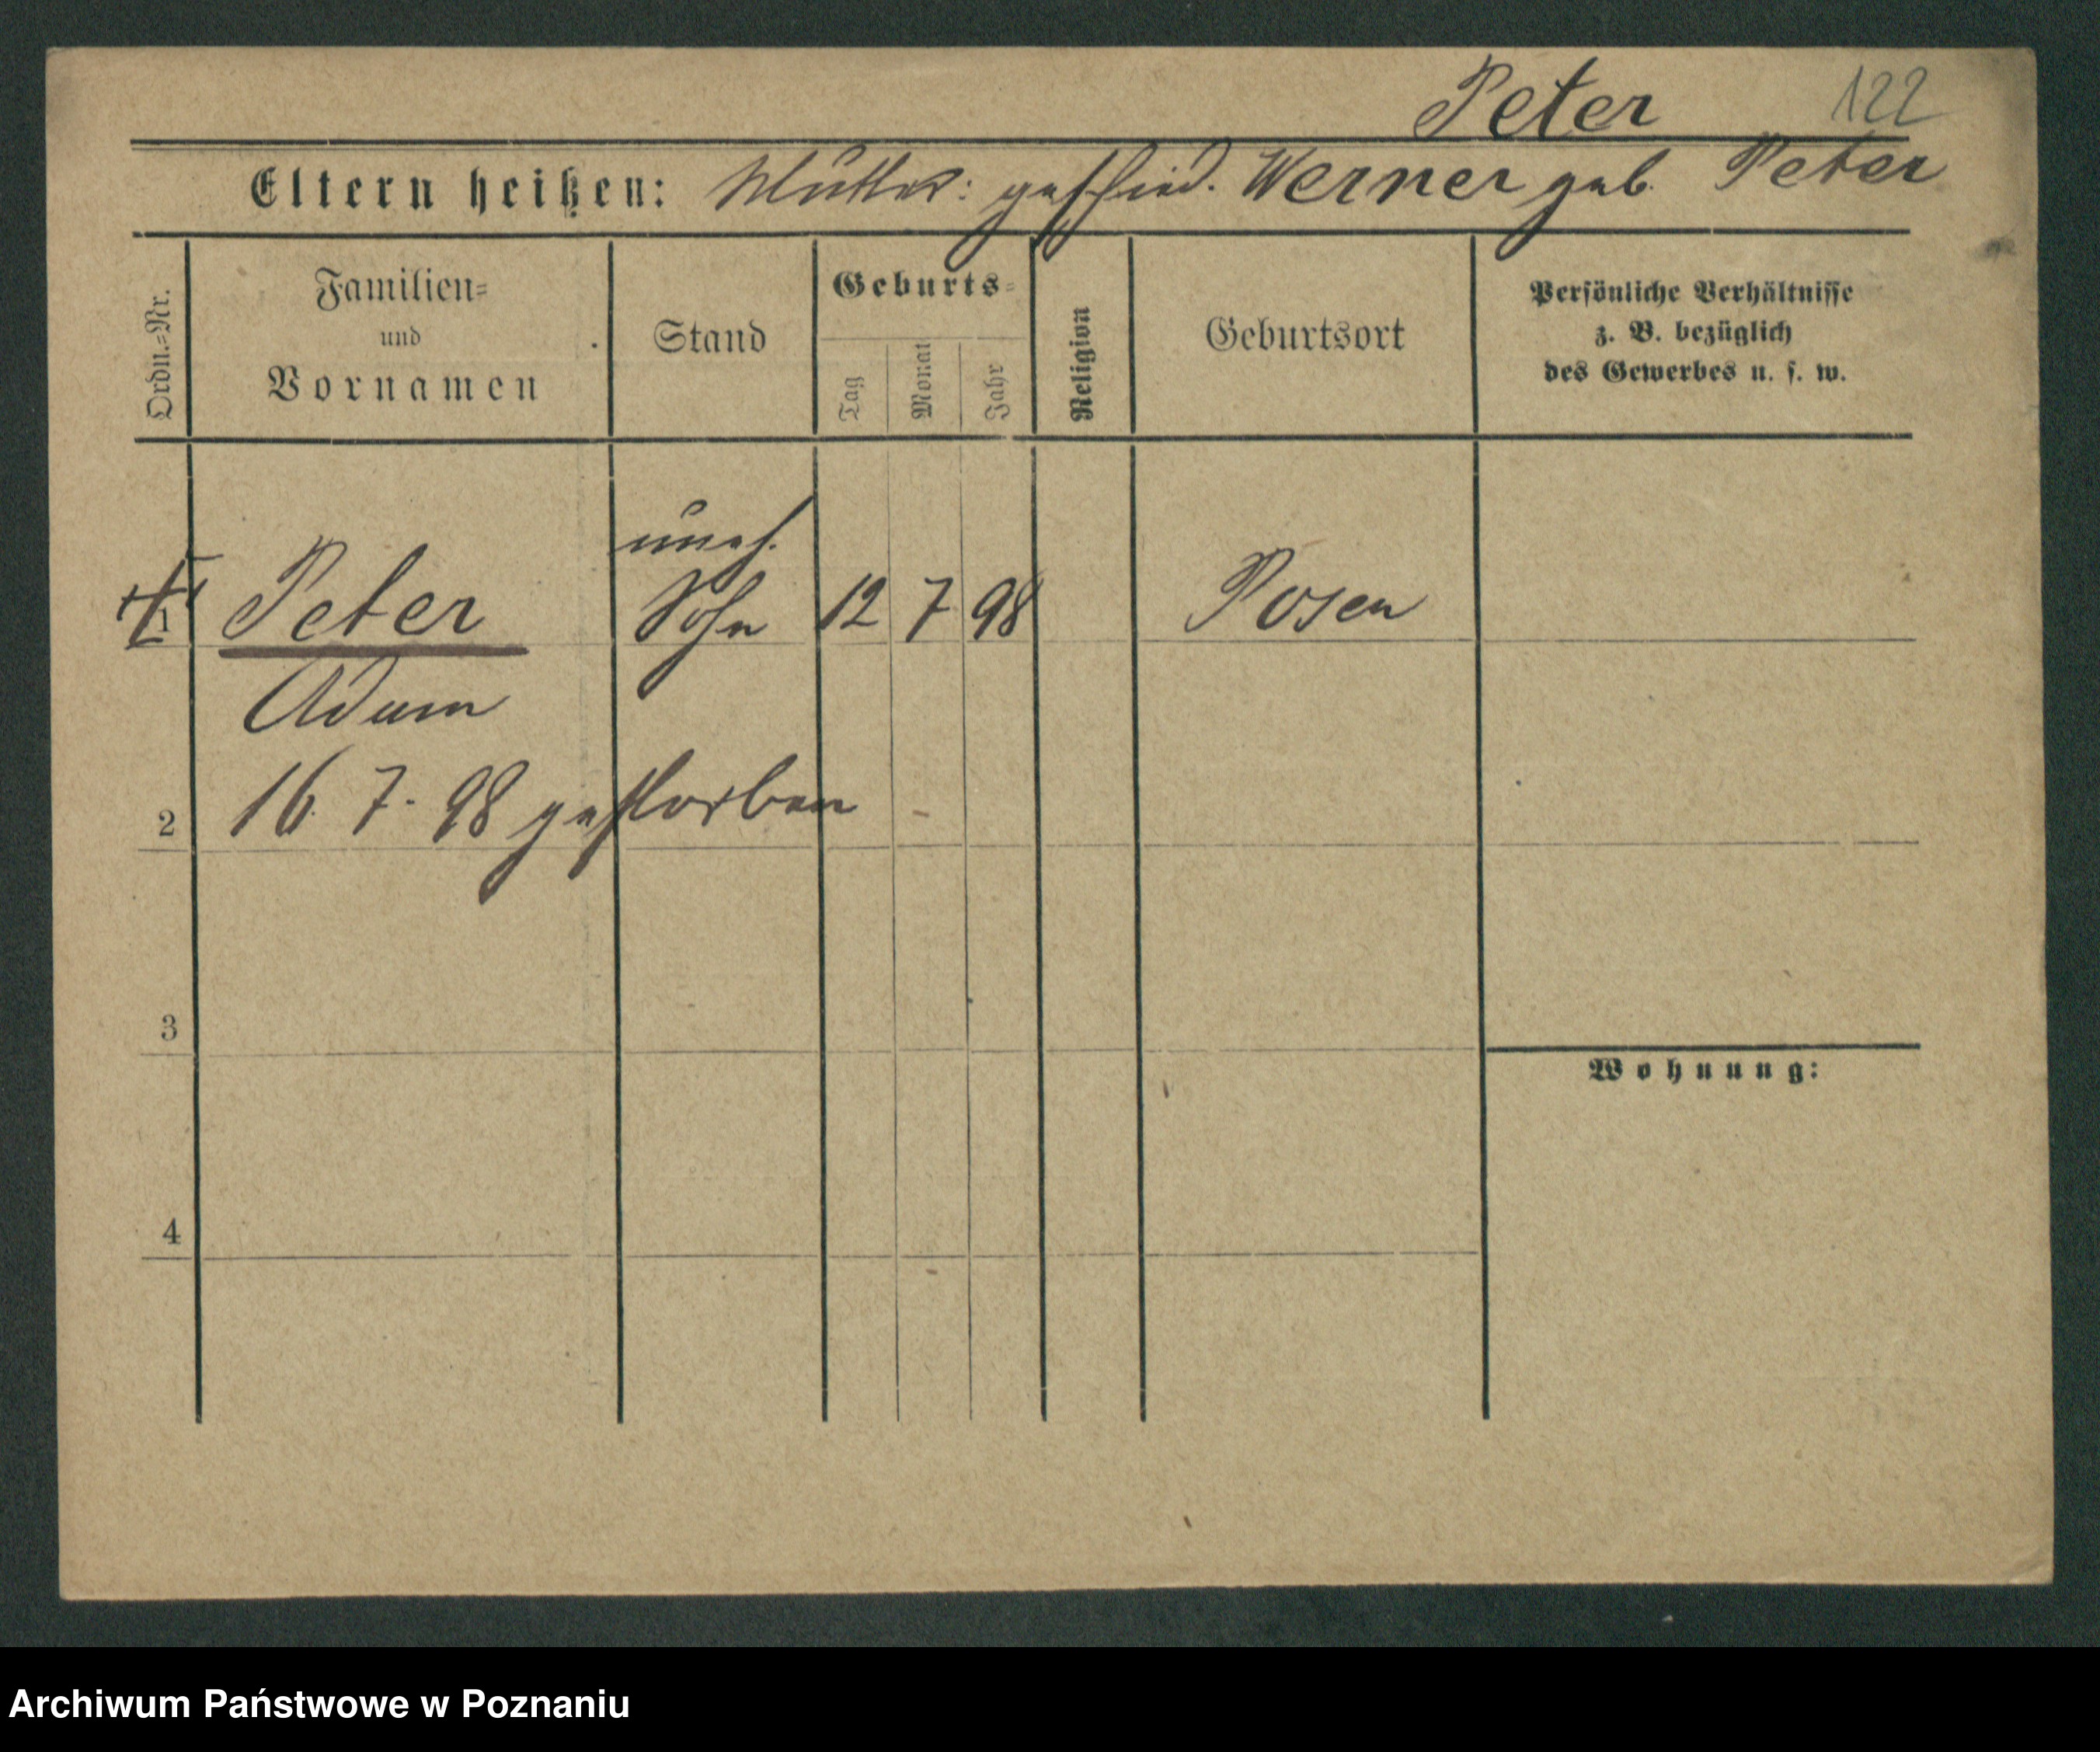 Peter 122
Eltern heißen: Mutter: geschied. Werner geb. Peter
Ordn.=Nr.
Familien=
und
Vornamen
Stand
Geburts=
Tag
Monat
Jahr
Religion
Geburtsort
Persönliche Verhältnisse
z. B. bezüglich
des Gewerbes u. s. w.
uneh.
1 Peter Sohn 12 7 98 Posen
Adam
2 16. 7. 98 gestorben
3
Wohnung:
4
Archiwum Państwowe w Poznaniu